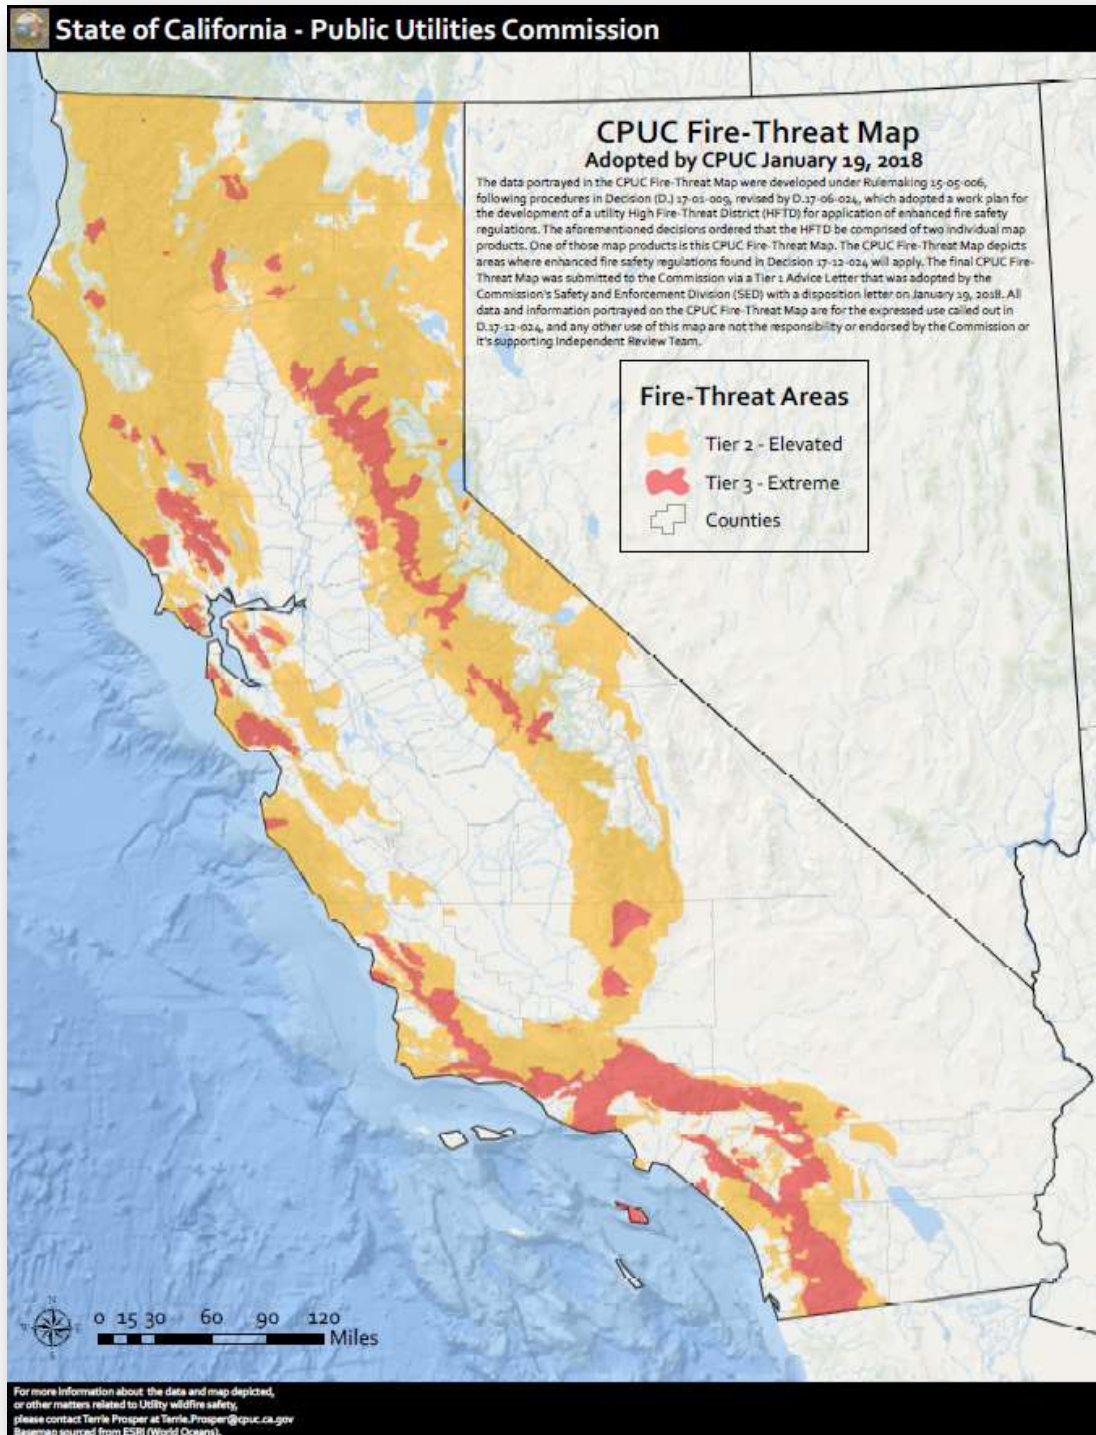 State of California - Public Utilities Commission
CPUC Fire-Threat Map
Adopted by CPUC January 19, 2018
The data portrayed in the CPUC Fire-Threat Map were developed under Rulemaking 15-05-006,
following procedures in Decision (D.) 17-01-009, revised by D.17-06-024, which adopted a work plan for
the development of a utility High Fire-Threat District (HFTD) for application of enhanced fire safety
regulations. The aforementioned decisions ordered that the HFTD be comprised of two individual map
products. One of those map products is this CPUC Fire-Threat Map. The CPUC Fire-Threat Map depicts
areas where enhanced fire safety regulations found in Decision 17-12-024 will apply. The final CPUC Fire-
Threat Map was submitted to the Commission via a Tier 1 Advice Letter that was adopted by the
Commission's Safety and Enforcement Division (SED) with a disposition letter on January 19, 2018. All
data and information portrayed on the CPUC Fire-Threat Map are for the expressed use called out in
D.17-12-024, and any other use of this map are not the responsibility or endorsed by the Commission or
it's supporting Independent Review Team.
Fire-Threat Areas
Tier 2 - Elevated
Tier 3 - Extreme
Counties
N
0 15 30 60 90 120
Miles
For more information about the data and map depicted,
or other matters related to Utility wildfire safety,
please contact Terrie Prosper at Terrie.Prosper@cpuc.ca.gov
Basemap sourced from ESRI (World Oceans).